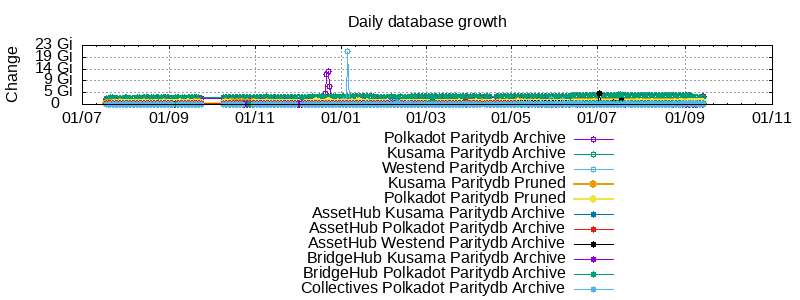 Daily database growth
Change
23 Gi
19 Gi
14 Gi
9 Gi
5 Gi
0
01/07 01/09 01/11 01/01 01/03 01/05 01/07 01/09 01/11
Polkadot Paritydb Archive
Kusama Paritydb Archive
Westend Paritydb Archive
Kusama Paritydb Pruned
Polkadot Paritydb Pruned
AssetHub Kusama Paritydb Archive
AssetHub Polkadot Paritydb Archive
AssetHub Westend Paritydb Archive
BridgeHub Kusama Paritydb Archive
BridgeHub Polkadot Paritydb Archive
Collectives Polkadot Paritydb Archive